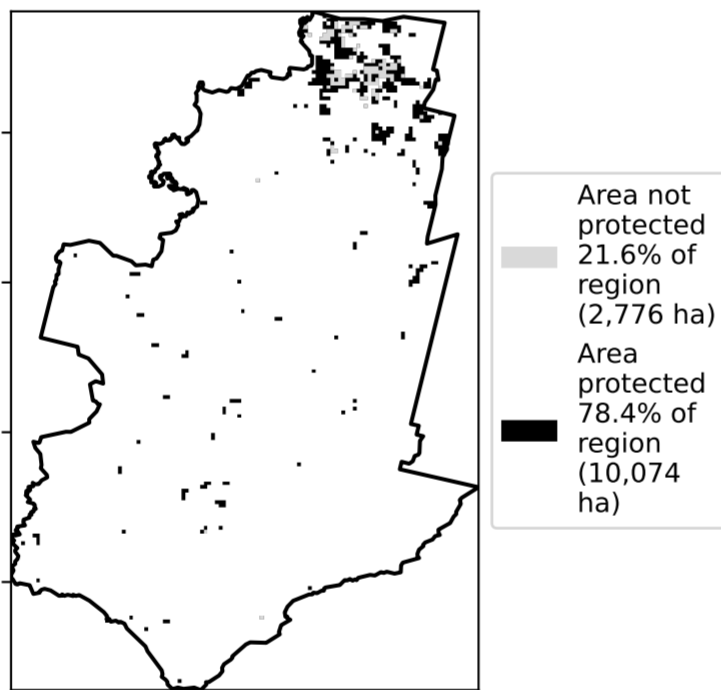 Area not
protected
21.6% of
region
(2,776 ha)
Area
protected
78.4% of
region
(10,074
ha)